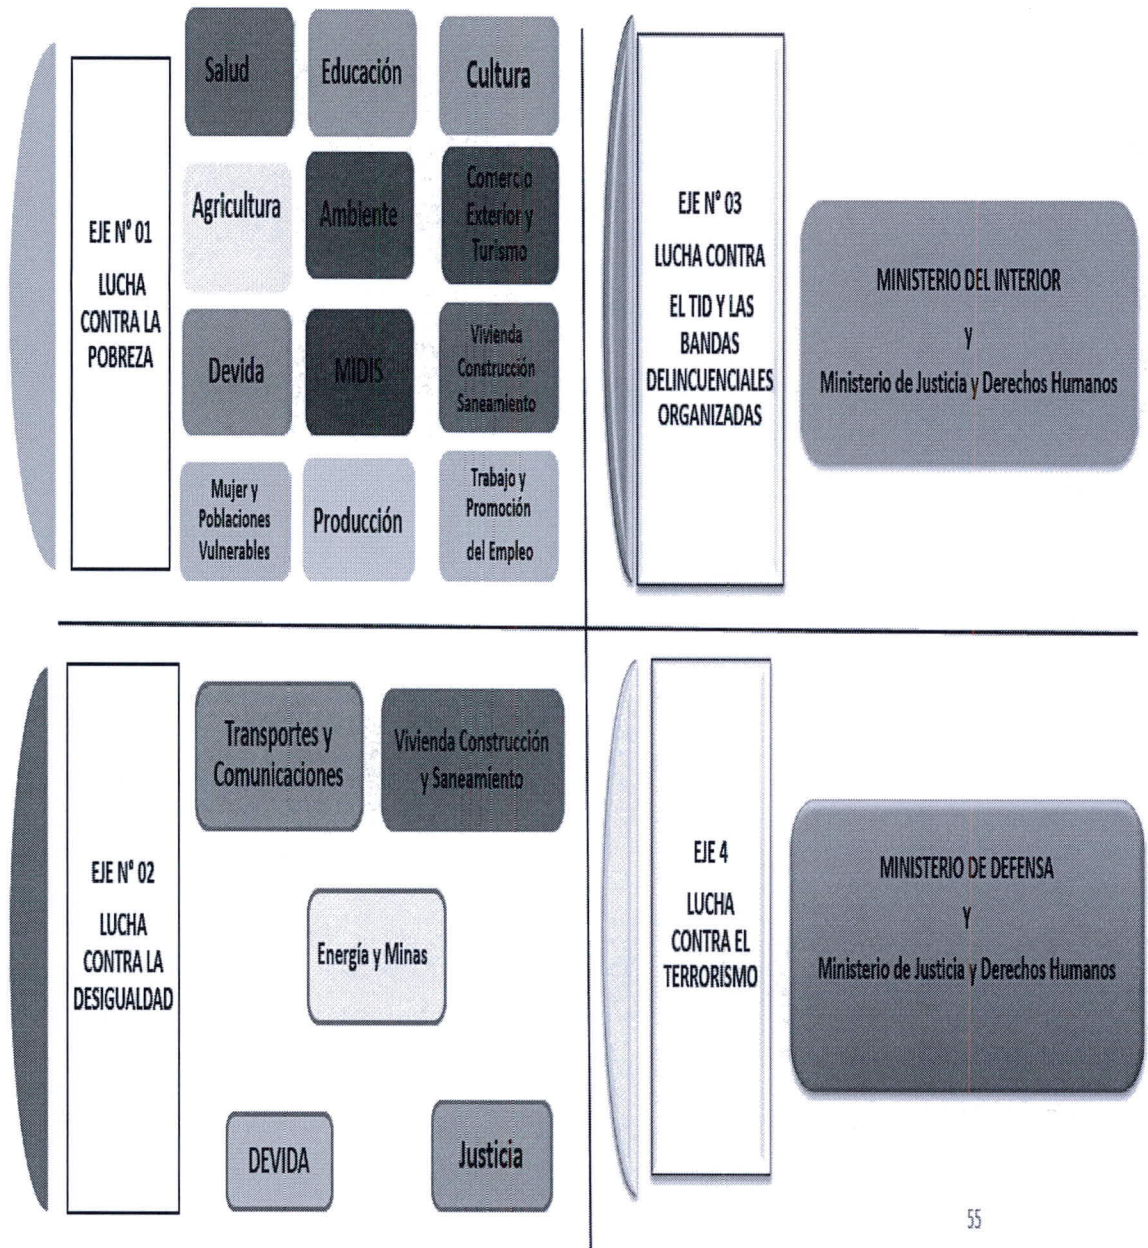 EJE N° 01
LUCHA
CONTRA LA
POBREZA
Salud
Educación
Cultura
Agricultura
Ambiente
Comercio
Exterior y
Turismo
Devida
MIDIS
Vivienda
Construcción
Saneamiento
Mujer y
Poblaciones
Vulnerables
Producción
Trabajo y
Promoción
del Empleo
EJE N° 03
LUCHA CONTRA
EL TID Y LAS
BANDAS
DELINCUENCIALES
ORGANIZADAS
MINISTERIO DEL INTERIOR
Y
Ministerio de Justicia y Derechos Humanos
EJE N° 02
LUCHA
CONTRA LA
DESIGUALDAD
Transportes y
Comunicaciones
Vivienda Construcción
y Saneamiento
Energía y Minas
DEVIDA
Justicia
EJE 4
LUCHA
CONTRA EL
TERRORISMO
MINISTERIO DE DEFENSA
Y
Ministerio de Justicia y Derechos Humanos
55